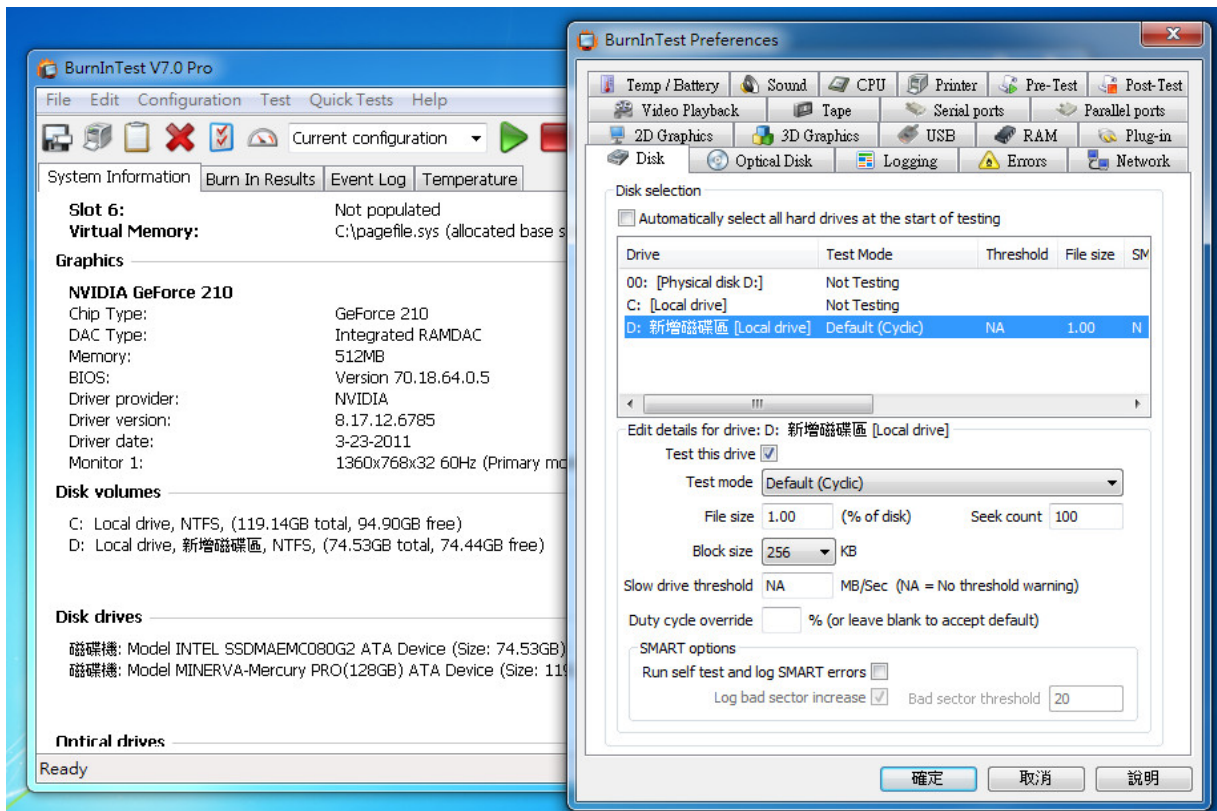 BurnInTest V7.0 Pro
File Edit Configuration Test Quick Tests Help
Current configuration
System Information Burn In Results Event Log Temperature
Slot 6: Not populated
Virtual Memory: C:\pagefile.sys (allocated base s
Graphics
NVIDIA GeForce 210
Chip Type: GeForce 210
DAC Type: Integrated RAMDAC
Memory: 512MB
BIOS: Version 70.18.64.0.5
Driver provider: NVIDIA
Driver version: 8.17.12.6785
Driver date: 3-23-2011
Monitor 1: 1360x768x32 60Hz (Primary mo
Disk volumes
C: Local drive, NTFS, (119.14GB total, 94.90GB free)
D: Local drive, 新增磁碟區, NTFS, (74.53GB total, 74.44GB free)
Disk drives
磁碟機: Model INTEL SSDMAEMC080G2 ATA Device (Size: 74.53GB)
磁碟機: Model MINERVA-Mercury PRO(128GB) ATA Device (Size: 11
Optical drives
Ready
BurnInTest Preferences
Temp / Battery Sound CPU Printer Pre-Test Post-Test
Video Playback Tape Serial ports Parallel ports
2D Graphics 3D Graphics USB RAM Plug-in
Disk Optical Disk Logging Errors Network
Disk selection
Automatically select all hard drives at the start of testing
Drive Test Mode Threshold File size SM
00: [Physical disk D:] Not Testing
C: [Local drive] Not Testing
D: 新增磁碟區 [Local drive] Default (Cyclic) NA 1.00 N
Edit details for drive: D: 新增磁碟區 [Local drive]
Test this drive
Test mode Default (Cyclic)
File size 1.00 (% of disk) Seek count 100
Block size 256 KB
Slow drive threshold NA MB/Sec (NA = No threshold warning)
Duty cycle override % (or leave blank to accept default)
SMART options
Run self test and log SMART errors
Log bad sector increase Bad sector threshold 20
確定 取消 說明